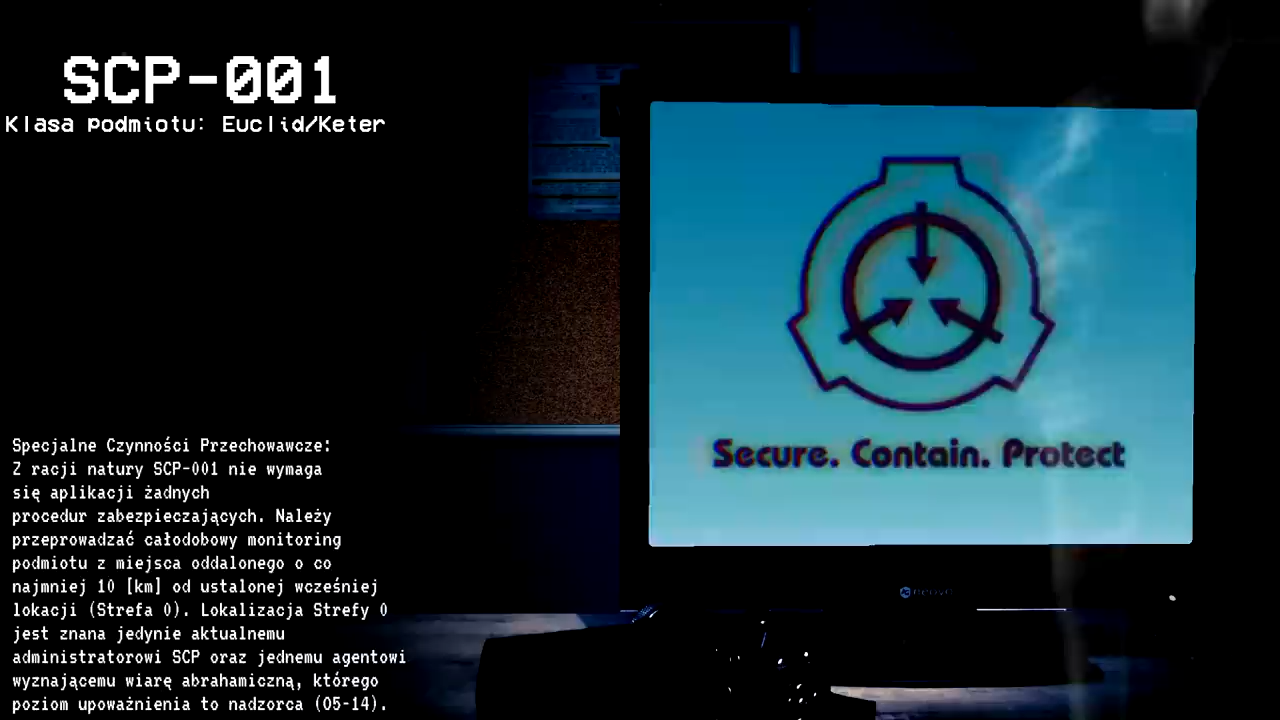 SCP-001
Klasa podmiotu: Euclid/Keter
Specjalne Czynności Przechowawcze:
Z racji natury SCP-001 nie wymaga
się aplikacji żadnych
procedur zabezpieczających. Należy
przeprowadzać całodobowy monitoring
podmiotu z miejsca oddalonego o co
najmniej 10 [km] od ustalonej wcześniej
lokacji (Strefa 0). Lokalizacja Strefy 0
jest znana jedynie aktualnemu
administratorowi SCP oraz jednemu agentowi
wyznającemu wiarę abrahamiczną, którego
poziom upoważnienia to nadzorca (05-14).
Secure. Contain. Protect